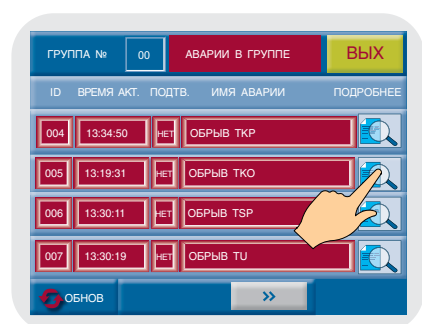 ГРУППА № 00 АВАРИИ В ГРУППЕ ВЫХ
ID ВРЕМЯ АКТ. ПОДТВ. ИМЯ АВАРИИ ПОДРОБНЕЕ
004 13:34:50 НЕТ ОБРЫВ TKP
005 13:19:31 НЕТ ОБРЫВ TKO
006 13:30:11 НЕТ ОБРЫВ TSP
007 13:30:19 НЕТ ОБРЫВ TU
ОБНОВ »